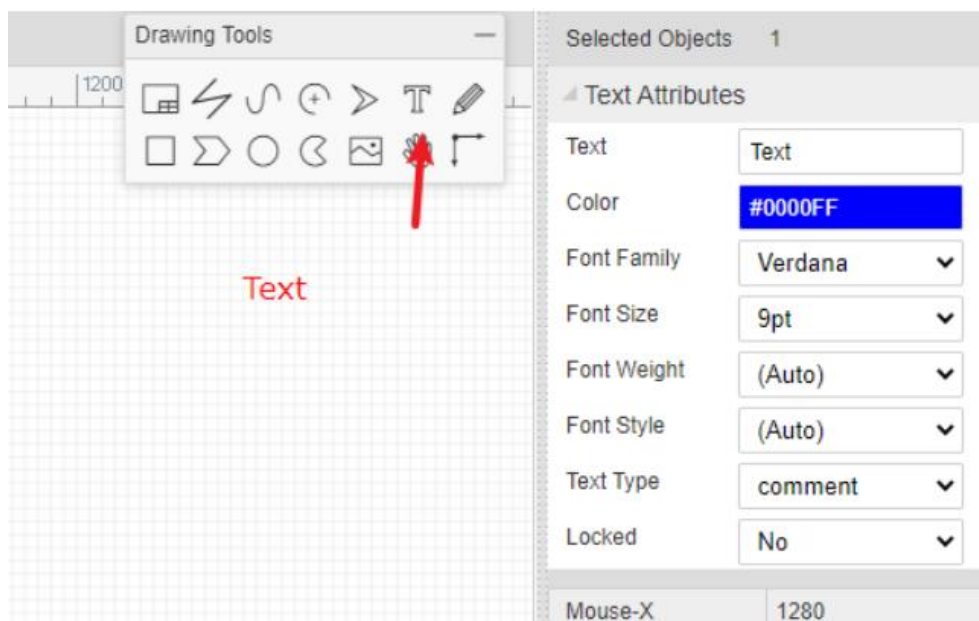 Drawing Tools
1200
Text
Selected Objects 1
Text Attributes
Text Text
Color #0000FF
Font Family Verdana
Font Size 9pt
Font Weight (Auto)
Font Style (Auto)
Text Type comment
Locked No
Mouse-X 1280